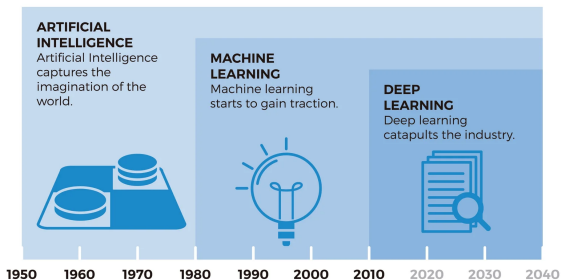 ARTIFICIAL
INTELLIGENCE
Artificial Intelligence
captures the
imagination of the
world.
MACHINE
LEARNING
Machine learning
starts to gain traction.
DEEP
LEARNING
Deep learning
catapults the industry.
1950 1960 1970 1980 1990 2000 2010 2020 2030 2040